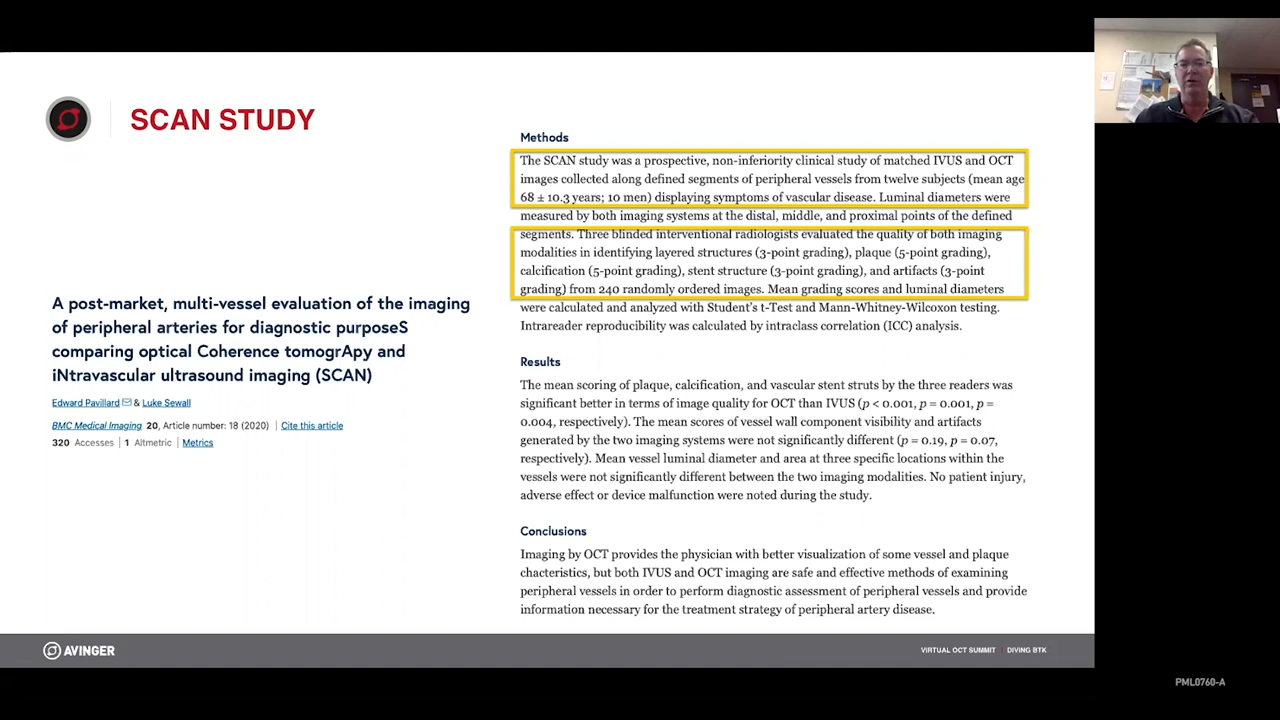 SCAN STUDY
A post-market, multi-vessel evaluation of the imaging
of peripheral arteries for diagnostic purposeS
comparing optical Coherence tomogrApy and
iNtravascular ultrasound imaging (SCAN)
Edward Pavillard & Luke Sewall
BMC Medical Imaging 20, Article number: 18 (2020) | Cite this article
320 Accesses | 1 Altmetric | Metrics
Methods
The SCAN study was a prospective, non-inferiority clinical study of matched IVUS and OCT
images collected along defined segments of peripheral vessels from twelve subjects (mean age
68 ± 10.3 years; 10 men) displaying symptoms of vascular disease. Luminal diameters were
measured by both imaging systems at the distal, middle, and proximal points of the defined
segments. Three blinded interventional radiologists evaluated the quality of both imaging
modalities in identifying layered structures (3-point grading), plaque (5-point grading),
calcification (5-point grading), stent structure (3-point grading), and artifacts (3-point
grading) from 240 randomly ordered images. Mean grading scores and luminal diameters
were calculated and analyzed with Student's t-Test and Mann-Whitney-Wilcoxon testing.
Intrareader reproducibility was calculated by intraclass correlation (ICC) analysis.
Results
The mean scoring of plaque, calcification, and vascular stent struts by the three readers was
significant better in terms of image quality for OCT than IVUS (p < 0.001, p = 0.001, p =
0.004, respectively). The mean scores of vessel wall component visibility and artifacts
generated by the two imaging systems were not significantly different (p = 0.19, p = 0.07,
respectively). Mean vessel luminal diameter and area at three specific locations within the
vessels were not significantly different between the two imaging modalities. No patient injury,
adverse effect or device malfunction were noted during the study.
Conclusions
Imaging by OCT provides the physician with better visualization of some vessel and plaque
chateristics, but both IVUS and OCT imaging are safe and effective methods of examining
peripheral vessels in order to perform diagnostic assessment of peripheral vessels and provide
information necessary for the treatment strategy of peripheral artery disease.
AVINGER
VIRTUAL OCT SUMMIT | DIVING BTK
PML0760-A